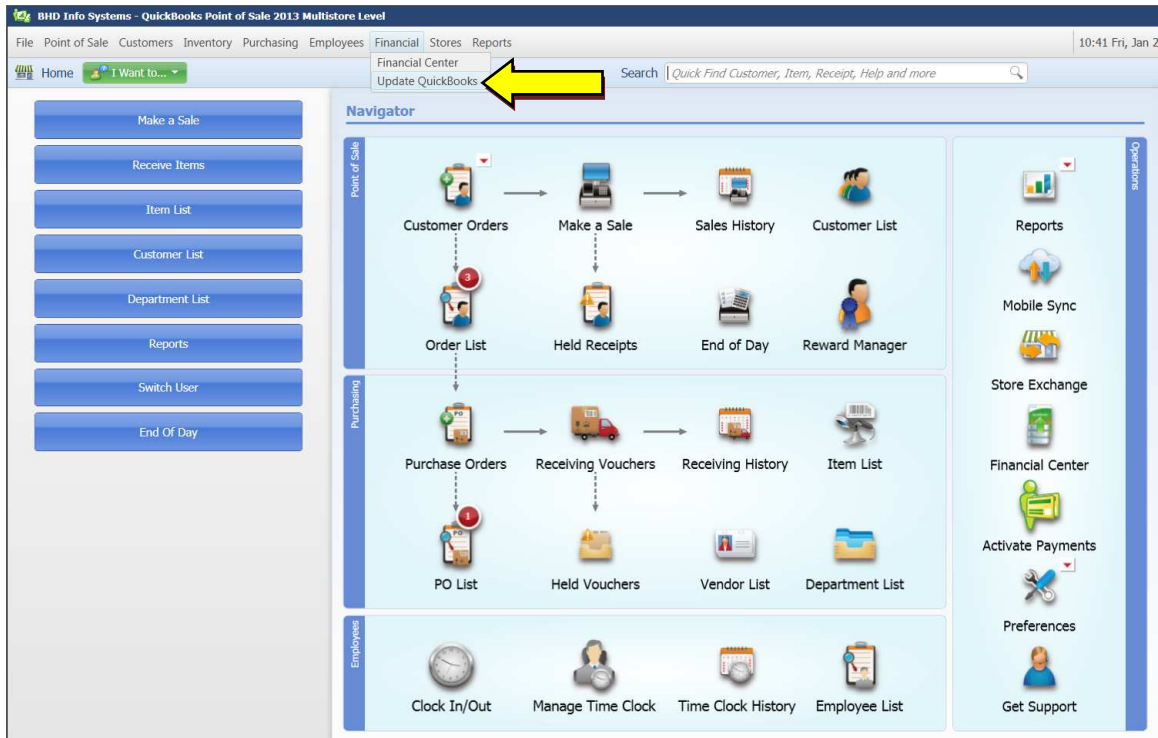 BHD Info Systems - QuickBooks Point of Sale 2013 Multistore Level
File Point of Sale Customers Inventory Purchasing Employees Financial Stores Reports 10:41 Fri, Jan 2
Financial Center
Update QuickBooks
Home I Want to... Search Quick Find Customer, Item, Receipt, Help and more
Make a Sale
Receive Items
Item List
Customer List
Department List
Reports
Switch User
End Of Day
Navigator
Point of Sale
Customer Orders Make a Sale Sales History Customer List
3
Order List Held Receipts End of Day Reward Manager
Purchasing
PO
Purchase Orders Receiving Vouchers Receiving History Item List
1
PO
PO List Held Vouchers Vendor List Department List
Employees
Clock In/Out Manage Time Clock Time Clock History Employee List
Operations
Reports
Mobile Sync
Store Exchange
Financial Center
Activate Payments
Preferences
Get Support